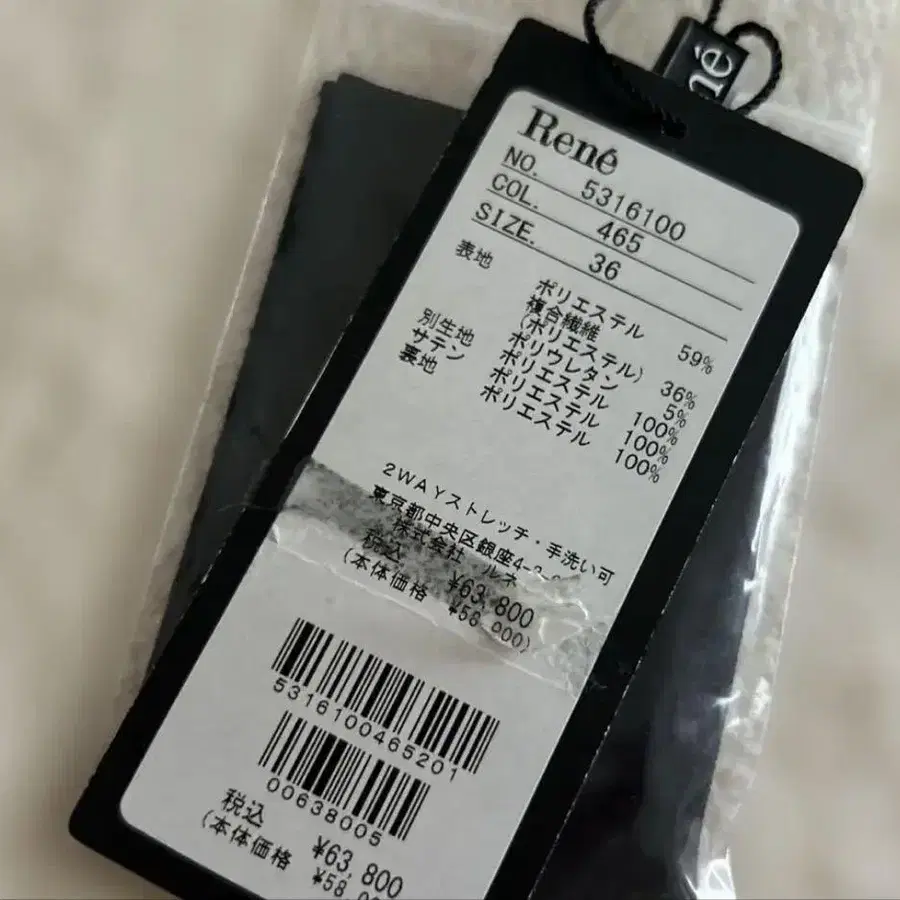 né
René
NO. 5316100
COL. 465
SIZE. 36
表地 ポリエステル 59%
複合繊維
(ポリエステル) 36%
ポリウレタン 5%
別生地 ポリエステル 100%
サテン ポリエステル 100%
裏地 ポリエステル 100%
2WAYストレッチ・手洗い可
東京都中央区銀座4-
株式会社 ルネ
税込 ¥63,800
(本体価格 ¥58,000)
5316100465201
00638005
税込 ¥63,800
(本体価格 ¥58,